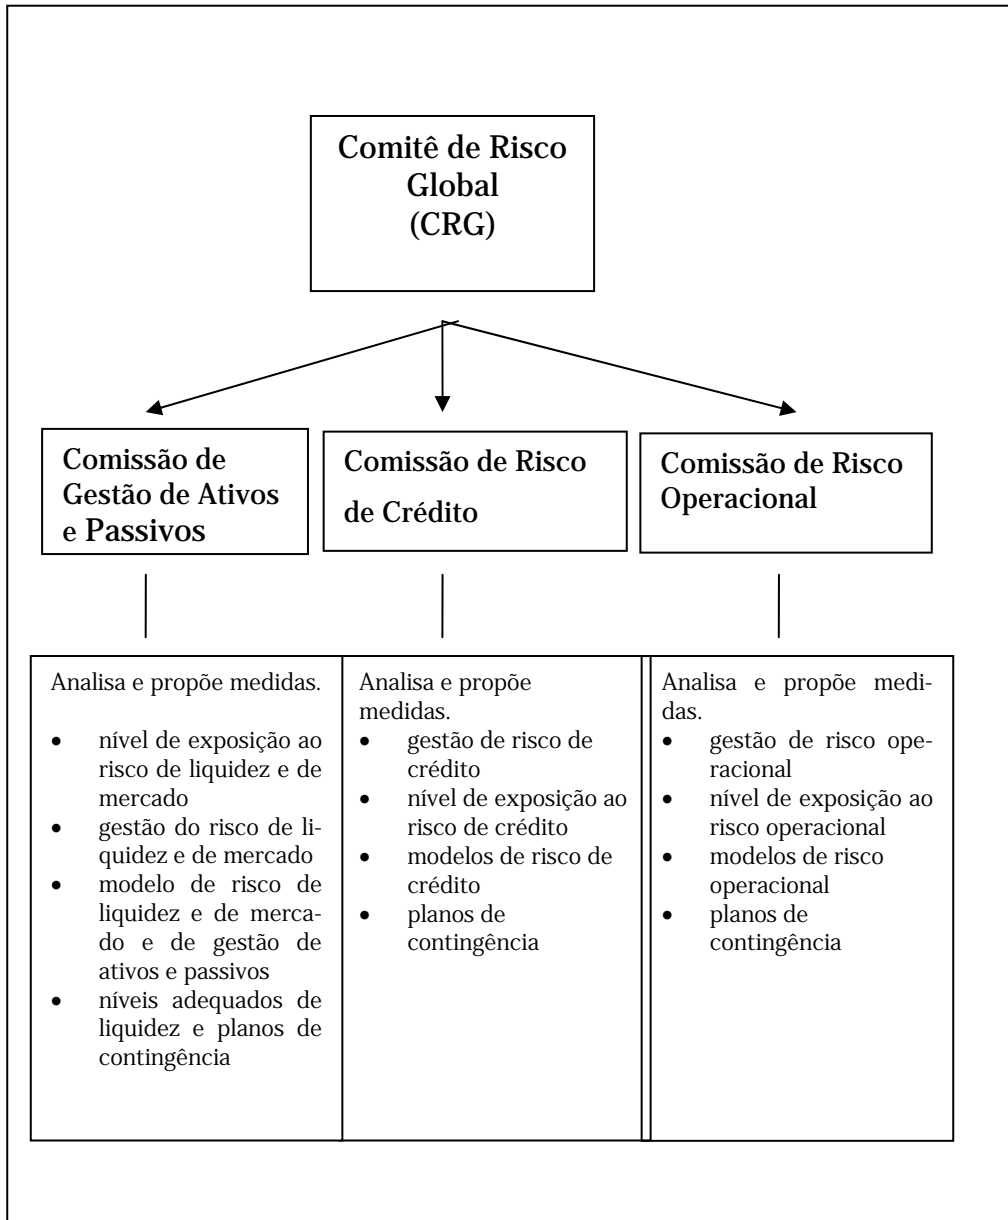 Comitê de Risco
Global
(CRG)
Comissão de
Gestão de Ativos
e Passivos
Comissão de Risco
de Crédito
Comissão de Risco
Operacional
Analisa e propõe medidas.
• nível de exposição ao
risco de liquidez e de
mercado
• gestão do risco de li-
quidez e de mercado
• modelo de risco de
liquidez e de merca-
do e de gestão de
ativos e passivos
• níveis adequados de
liquidez e planos de
contingência
Analisa e propõe
medidas.
• gestão de risco de
crédito
• nível de exposição ao
risco de crédito
• modelos de risco de
crédito
• planos de
contingência
Analisa e propõe medi-
das.
• gestão de risco ope-
racional
• nível de exposição ao
risco operacional
• modelos de risco
operacional
• planos de
contingência